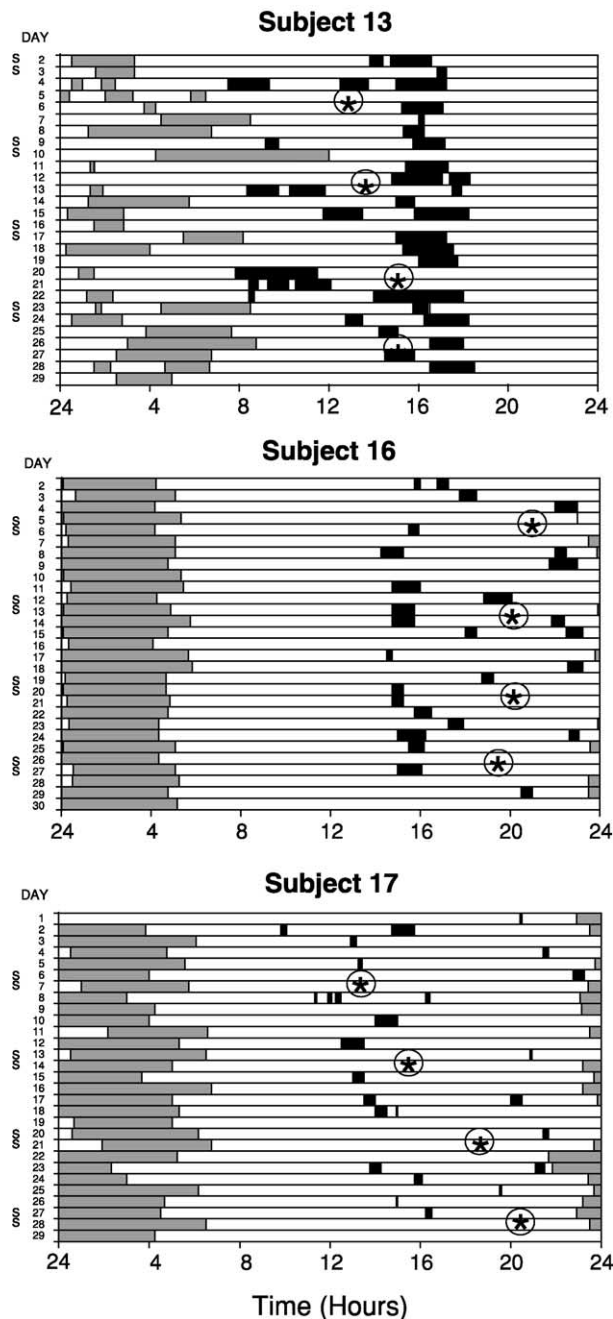 Subject 13
DAY
S 2
S 3
4
5
6
7
8
S 9
S 10
11
12
13
14
15
S 16
S 17
18
19
20
21
22
S 23
S 24
25
26
27
28
29
24 4 8 12 16 20 24
Subject 16
DAY
2
3
4
S 5
S 6
7
8
9
10
11
S 12
S 13
14
15
16
17
18
S 19
S 20
21
22
23
24
25
S 26
S 27
28
29
30
24 4 8 12 16 20 24
Subject 17
DAY
1
2
3
4
5
S 6
S 7
8
9
10
11
12
S 13
S 14
15
16
17
18
19
S 20
S 21
22
23
24
25
26
S 27
S 28
29
24 4 8 12 16 20 24
Time (Hours)